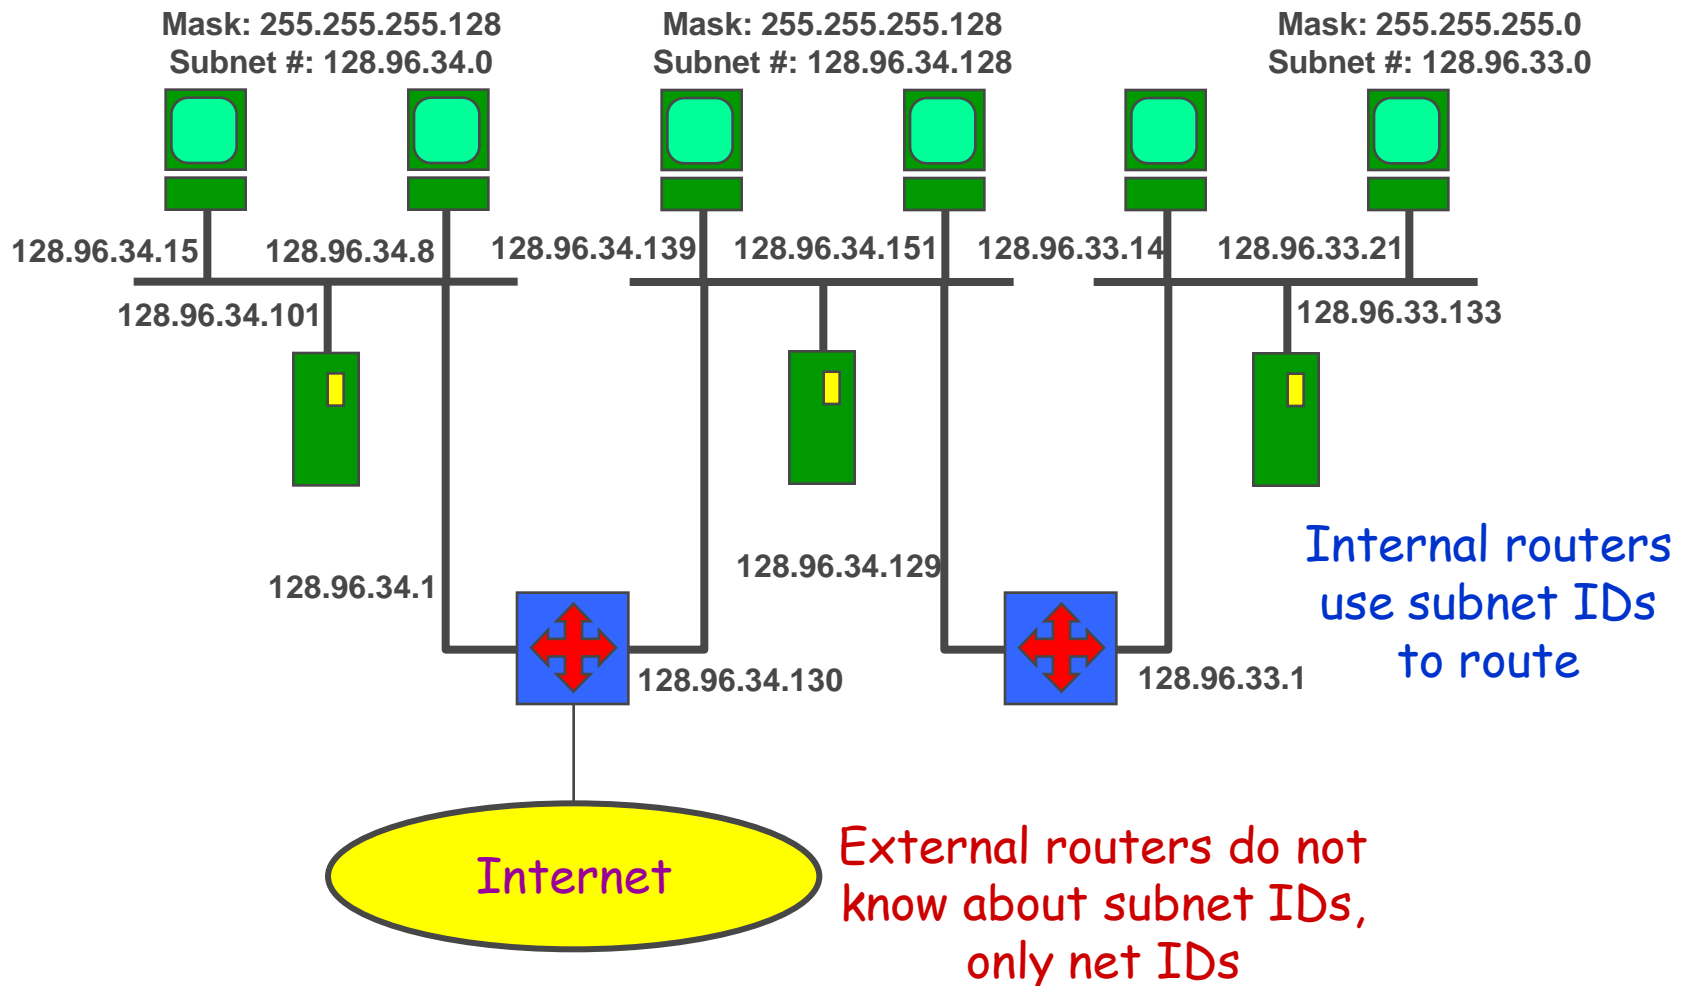 Mask: 255.255.255.128
Subnet #: 128.96.34.0
Mask: 255.255.255.128
Subnet #: 128.96.34.128
Mask: 255.255.255.0
Subnet #: 128.96.33.0
128.96.34.15
128.96.34.8
128.96.34.139
128.96.34.151
128.96.33.14
128.96.33.21
128.96.34.101
128.96.33.133
128.96.34.1
128.96.34.129
128.96.34.130
128.96.33.1
Internal routers
use subnet IDs
to route
Internet
External routers do not
know about subnet IDs,
only net IDs